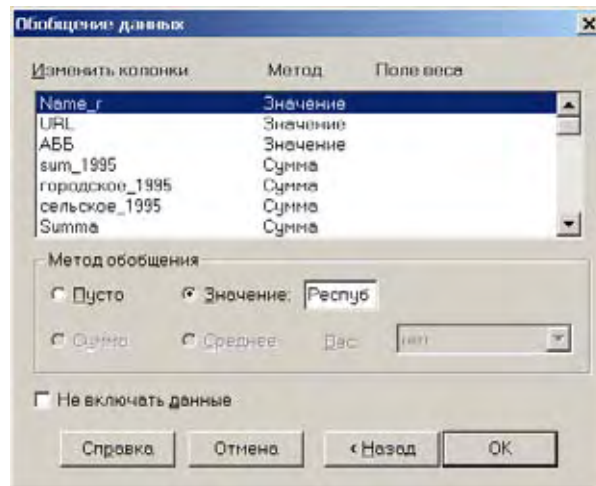 Обобщение данных
Изменить колонки Метод Поле веса
Name_r Значение
URL Значение
АББ Значение
sum_1995 Сумма
городское_1995 Сумма
сельское_1995 Сумма
Summa Сумма
Метод обобщения
Пусто Значение: Респуб
Сумма Среднее Вес: нет
Не включать данные
Справка Отмена < Назад OK